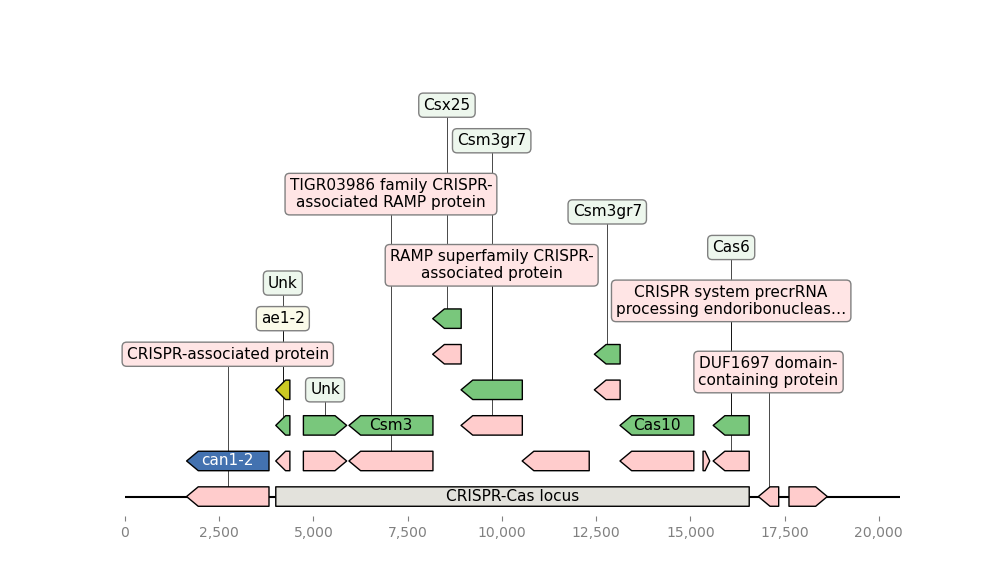 Csx25
Csm3gr7
TIGR03986 family CRISPR-
associated RAMP protein
Csm3gr7
Cas6
RAMP superfamily CRISPR-
associated protein
Unk
CRISPR system precrRNA
processing endoribonucleas...
ae1-2
CRISPR-associated protein
DUF1697 domain-
containing protein
Unk
Csm3
Cas10
can1-2
CRISPR-Cas locus
0
2,500
5,000
7,500
10,000
12,500
15,000
17,500
20,000